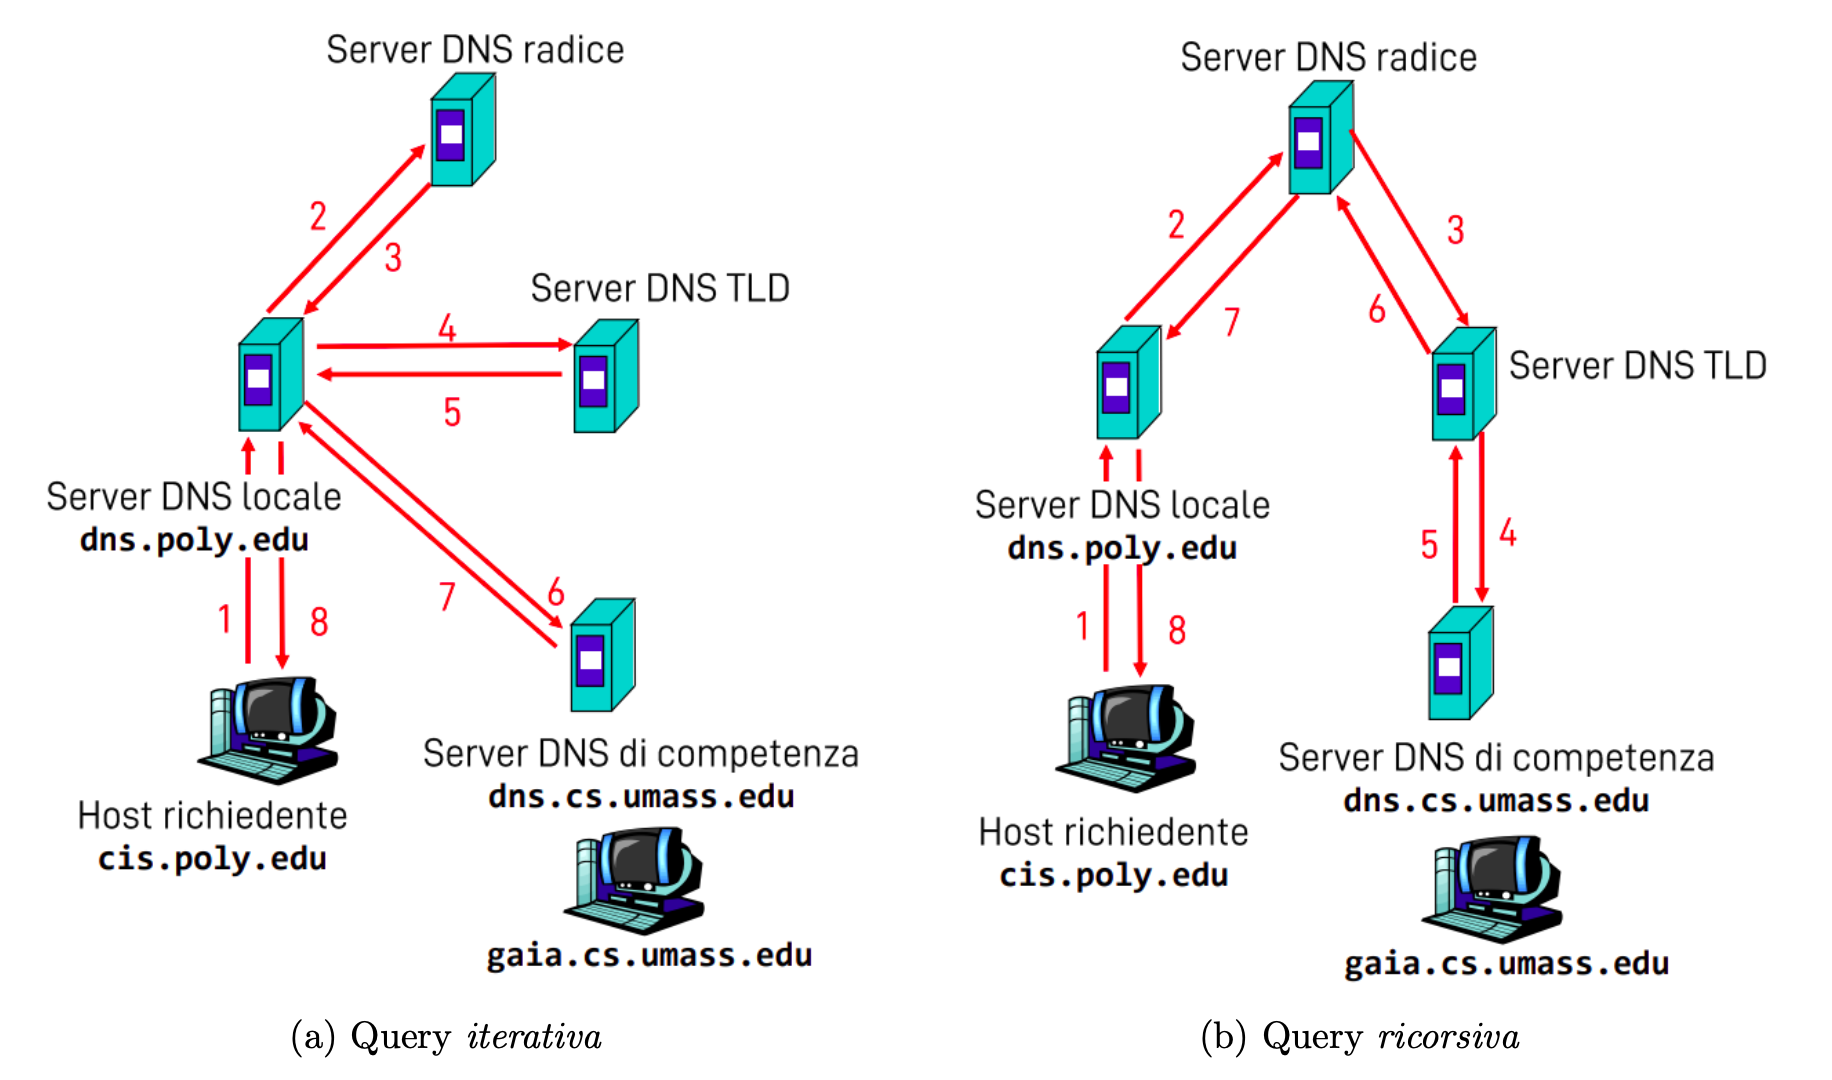 Server DNS radice
2
3
Server DNS TLD
4
5
Server DNS locale
dns.poly.edu
1
8
7
6
Server DNS di competenza
dns.cs.umass.edu
Host richiedente
cis.poly.edu
gaia.cs.umass.edu
(a) Query iterativa
Server DNS radice
2
3
7
6
Server DNS TLD
Server DNS locale
dns.poly.edu
5
4
1
8
Server DNS di competenza
dns.cs.umass.edu
Host richiedente
cis.poly.edu
gaia.cs.umass.edu
(b) Query ricorsiva